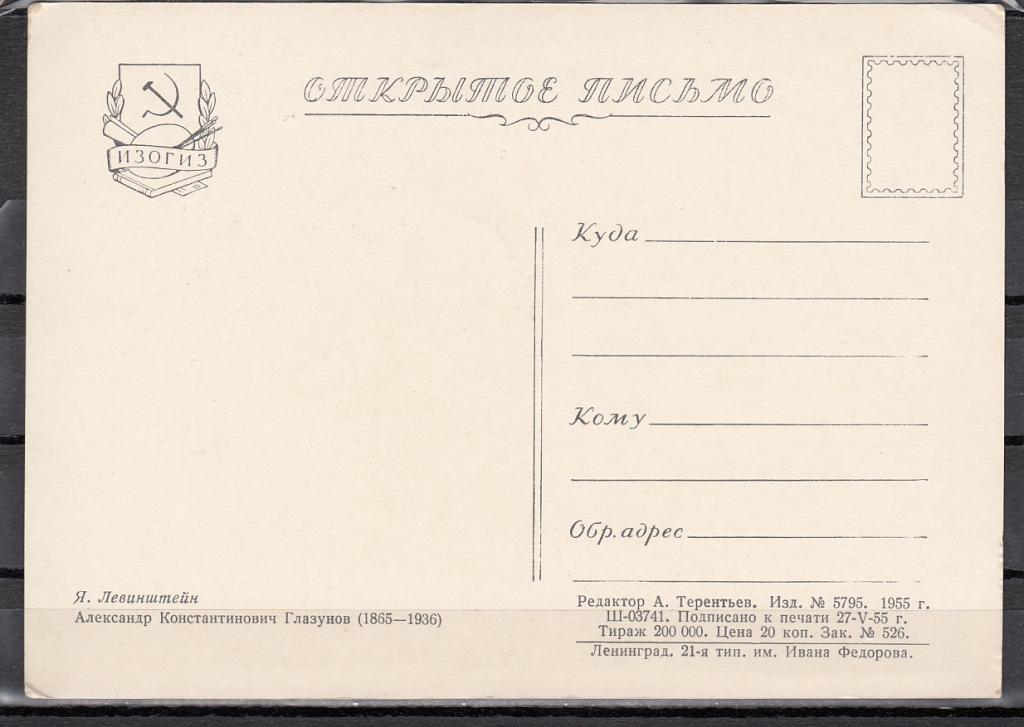 ИЗОГИЗ
ОТКРЫТОЕ ПИСЬМО
Куда
Кому
Обр. адрес
Я. Левинштейн
Александр Константинович Глазунов (1865—1936)
Редактор А. Терентьев. Изд. № 5795. 1955 г.
Ш-03741. Подписано к печати 27-V-55 г.
Тираж 200 000. Цена 20 коп. Зак. № 526.
Ленинград. 21-я тип. им. Ивана Федорова.